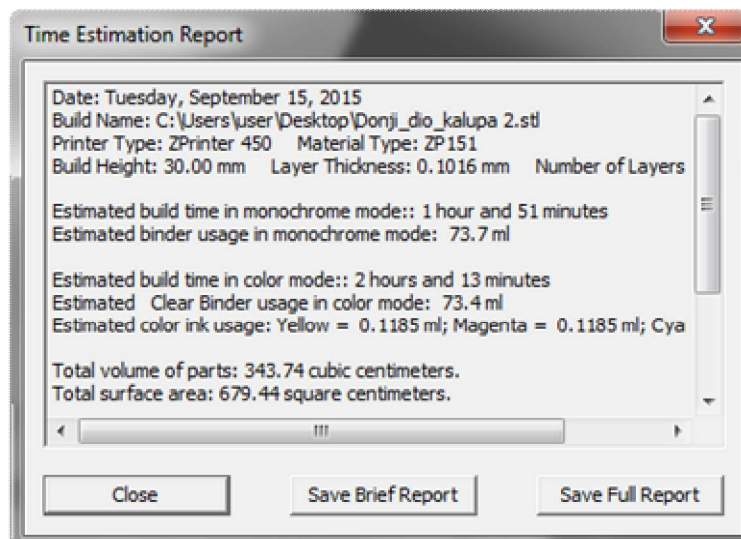 Time Estimation Report
Date: Tuesday, September 15, 2015
Build Name: C:\Users\user\Desktop\Donji_dio_kalupa 2.stl
Printer Type: ZPrinter 450 Material Type: ZP151
Build Height: 30.00 mm Layer Thickness: 0.1016 mm Number of Layers
Estimated build time in monochrome mode:: 1 hour and 51 minutes
Estimated binder usage in monochrome mode: 73.7 ml
Estimated build time in color mode:: 2 hours and 13 minutes
Estimated Clear Binder usage in color mode: 73.4 ml
Estimated color ink usage: Yellow = 0.1185 ml; Magenta = 0.1185 ml; Cya
Total volume of parts: 343.74 cubic centimeters.
Total surface area: 679.44 square centimeters.
Close Save Brief Report Save Full Report